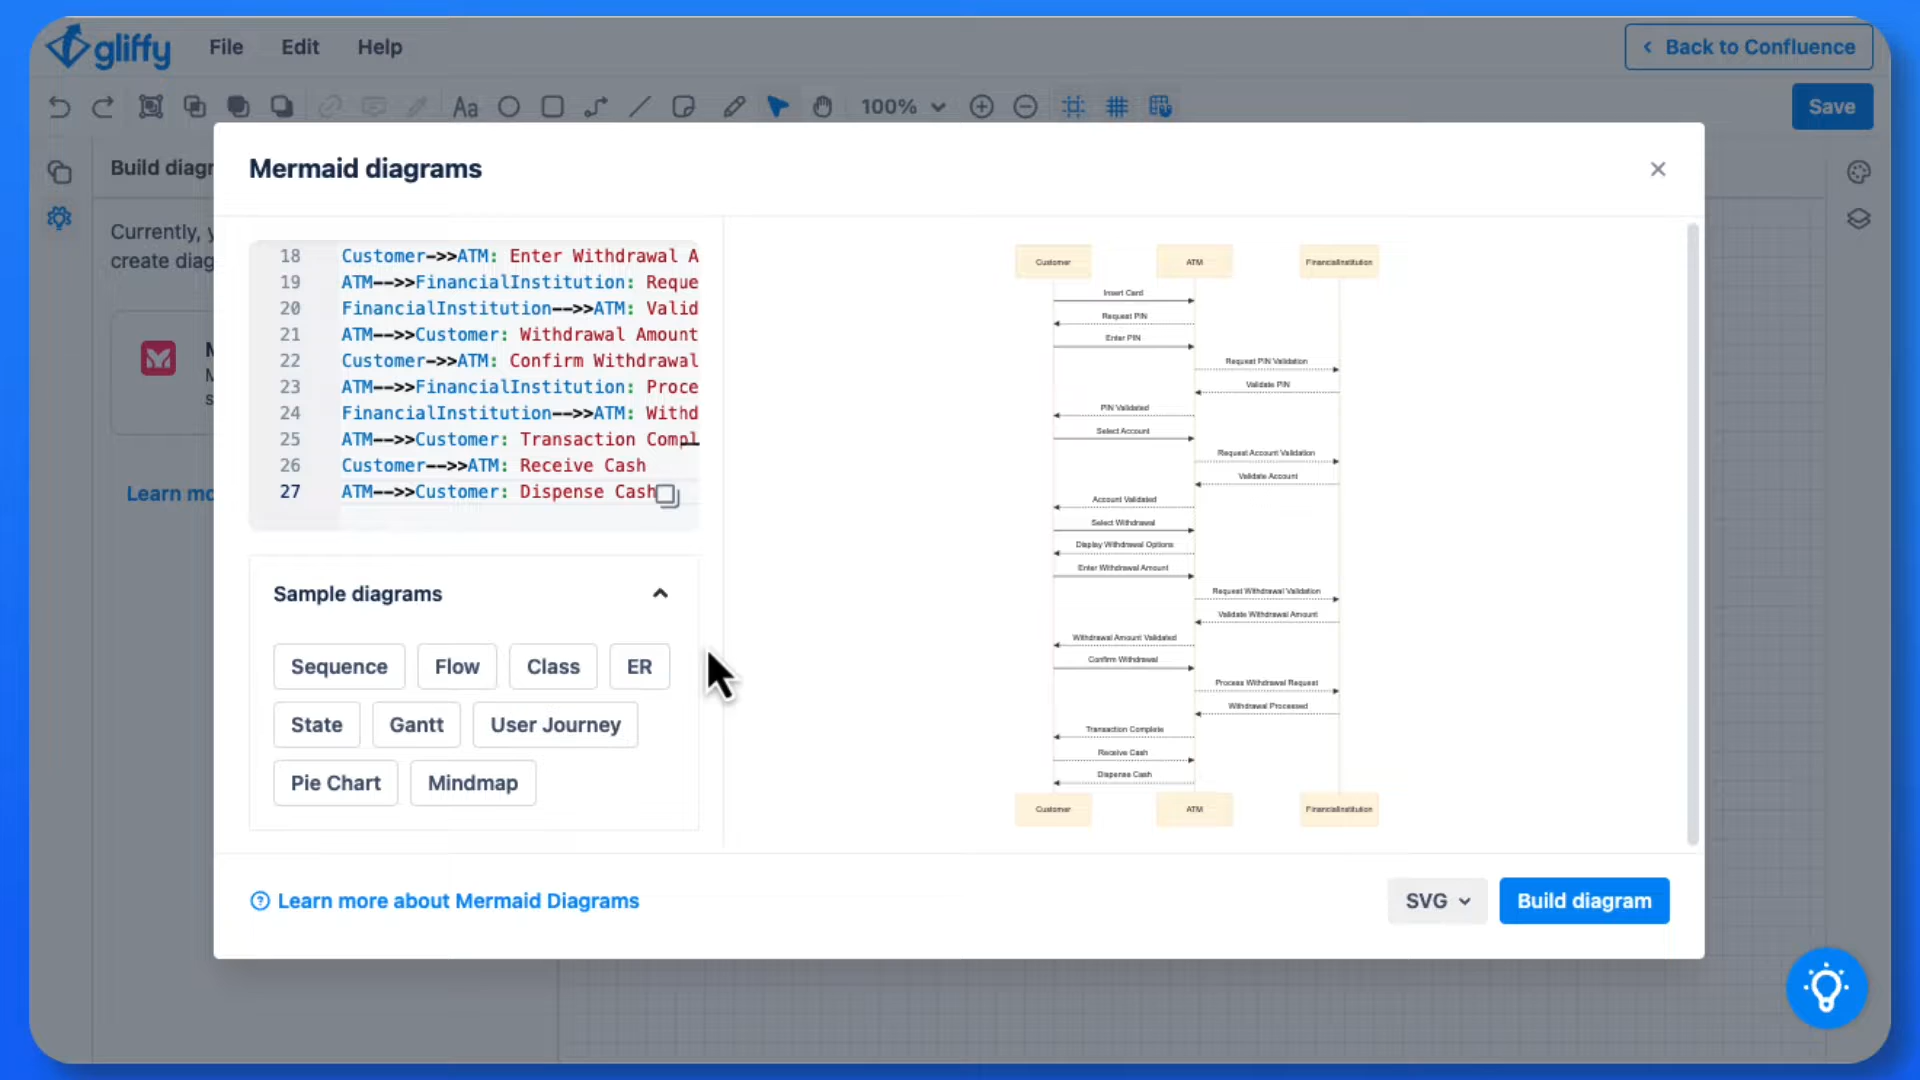 gliffy File Edit Help
Back to Confluence
Aa 100% Save
Build diagr
Mermaid diagrams
Currently, y
create diag
M
M
s
Learn mo
18 Customer->>ATM: Enter Withdrawal A
19 ATM-->>FinancialInstitution: Reque
20 FinancialInstitution-->>ATM: Valid
21 ATM-->>Customer: Withdrawal Amount
22 Customer->>ATM: Confirm Withdrawal
23 ATM-->>FinancialInstitution: Proce
24 FinancialInstitution-->>ATM: Withd
25 ATM-->>Customer: Transaction Compl
26 Customer-->>ATM: Receive Cash
27 ATM-->>Customer: Dispense Cash
Sample diagrams
Sequence Flow Class ER
State Gantt User Journey
Pie Chart Mindmap
Customer ATM FinancialInstitution
Insert Card
Request PIN
Enter PIN
Request PIN Validation
Validate PIN
PIN Validated
Select Account
Request Account Validation
Validate Account
Account Validated
Select Withdrawal
Display Withdrawal Options
Enter Withdrawal Amount
Request Withdrawal Validation
Validate Withdrawal Amount
Withdrawal Amount Validated
Confirm Withdrawal
Process Withdrawal Request
Withdrawal Processed
Transaction Complete
Receive Cash
Dispense Cash
Customer ATM FinancialInstitution
Learn more about Mermaid Diagrams
SVG Build diagram